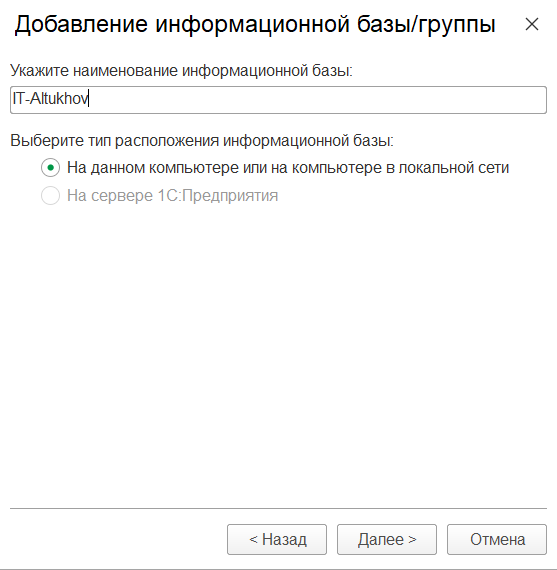 Добавление информационной базы/группы
Укажите наименование информационной базы:
IT-Altukhov
Выберите тип расположения информационной базы:
На данном компьютере или на компьютере в локальной сети
На сервере 1С:Предприятия
< Назад
Далее >
Отмена